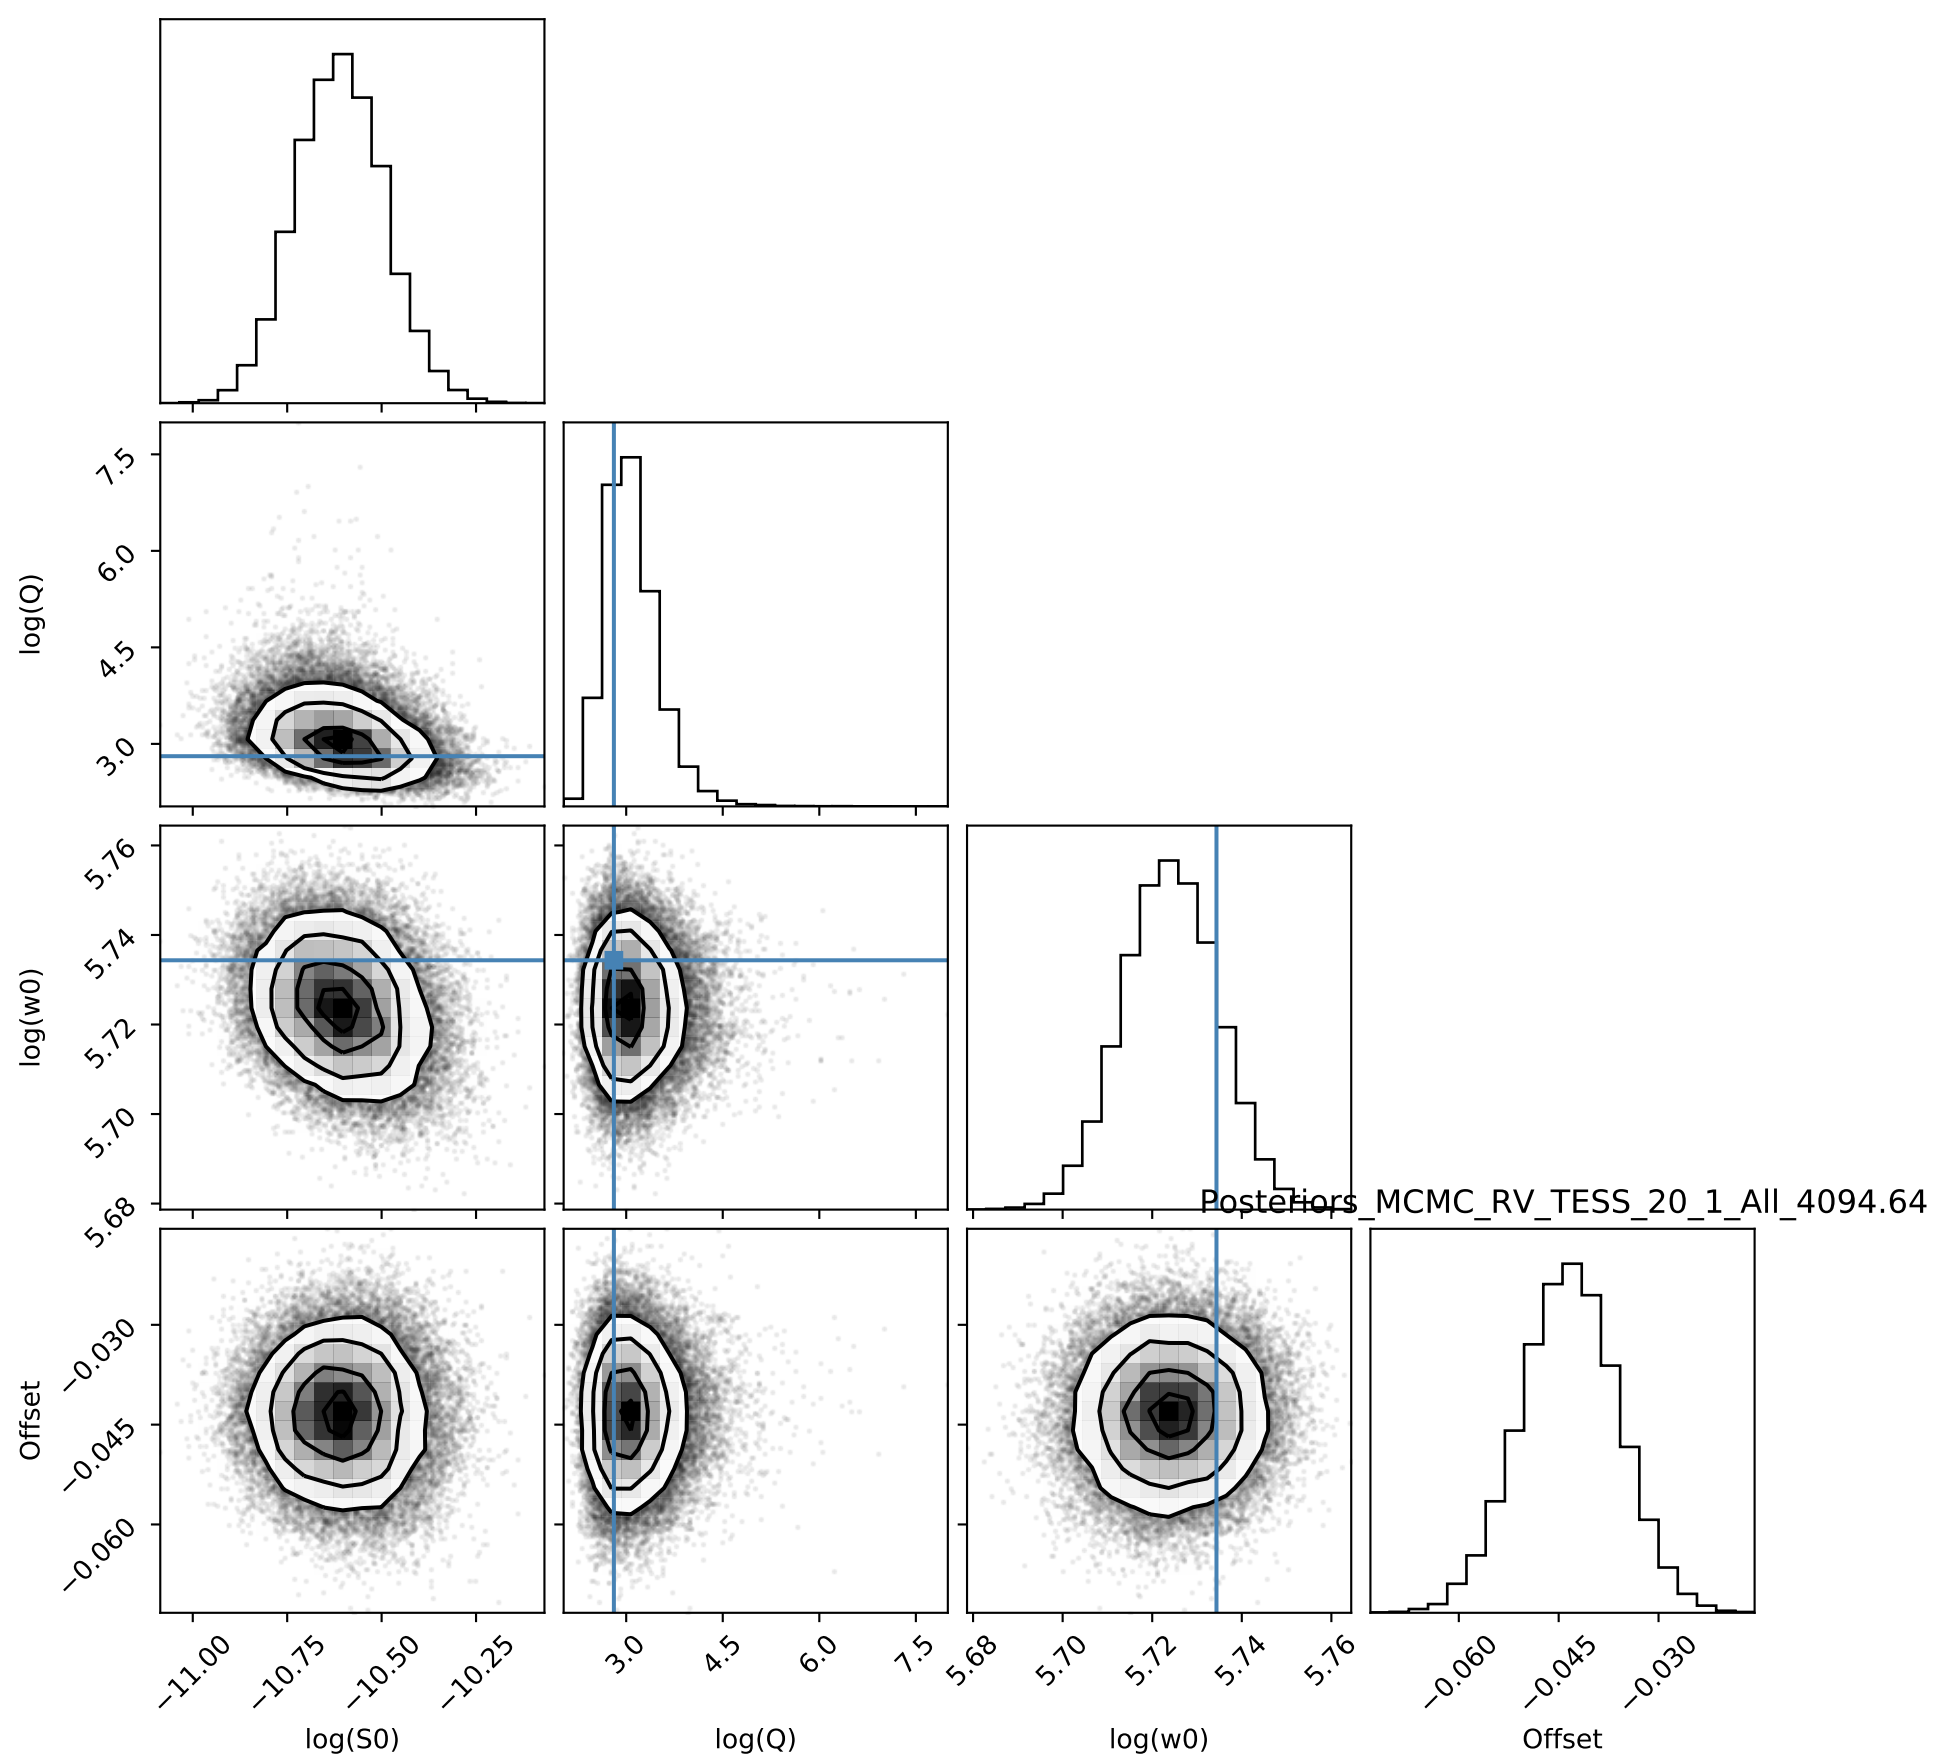 7.5
6.0
4.5
3.0
log(Q)
5.76
5.74
5.72
5.70
5.68
log(w0)
Posteriors_MCMC_RV_TESS_20_1_All_4094.64
−0.030
−0.045
−0.060
Offset
−11.00 −10.75 −10.50 −10.25 3.0 4.5 6.0 7.5 5.68 5.70 5.72 5.74 5.76 −0.060 −0.045 −0.030
log(S0) log(Q) log(w0) Offset